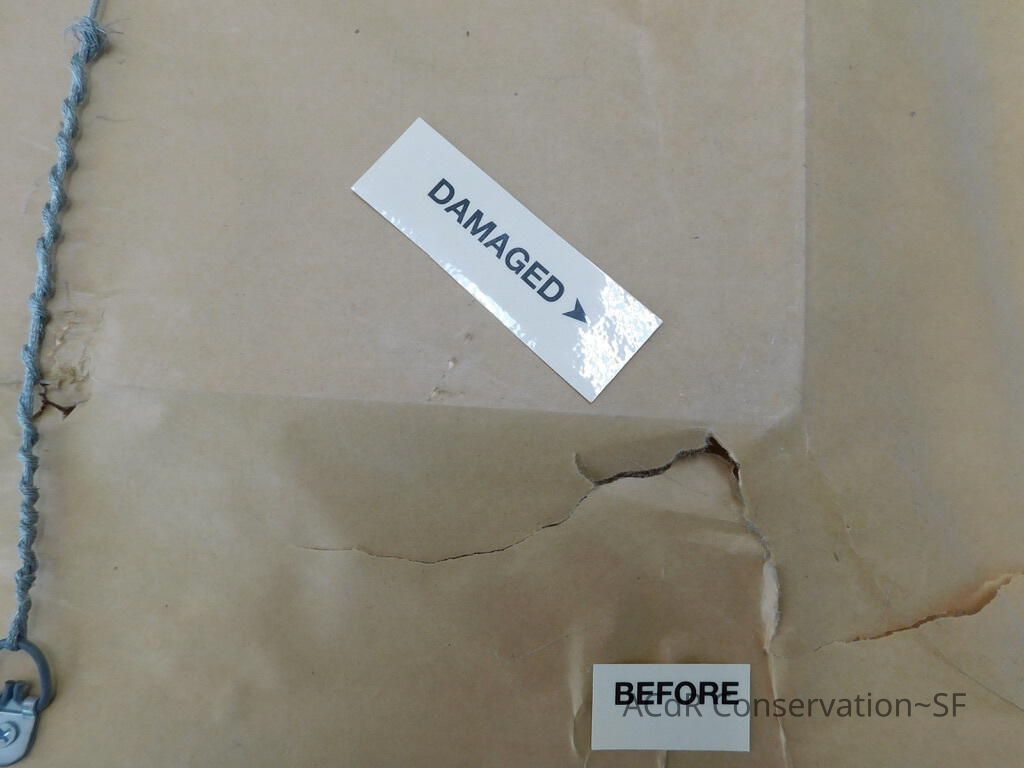 DAMAGED ➤
BEFORE
ACdR Conservation~SF